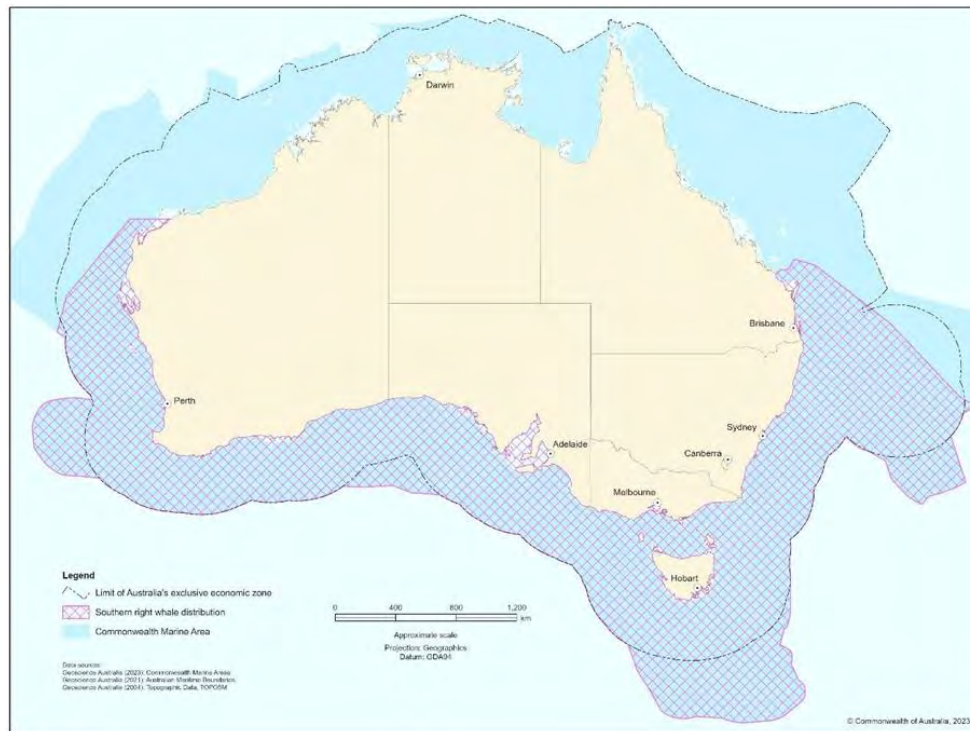 Darwin
Brisbane
Perth
Sydney
Adelaide
Canberra
Melbourne
Hobart
Legend
Limit of Australia's exclusive economic zone
Southern right whale distribution
Commonwealth Marine Area
0 400 800 1,200
km
Approximate scale
Projection: Geographics
Datum: GDA94
Data sources:
Geoscience Australia (2023): Commonwealth Marine Areas
Geoscience Australia (2021): Australian Maritime Boundaries
Geoscience Australia (2004): Topographic Data, TOPO5M
© Commonwealth of Australia, 2023